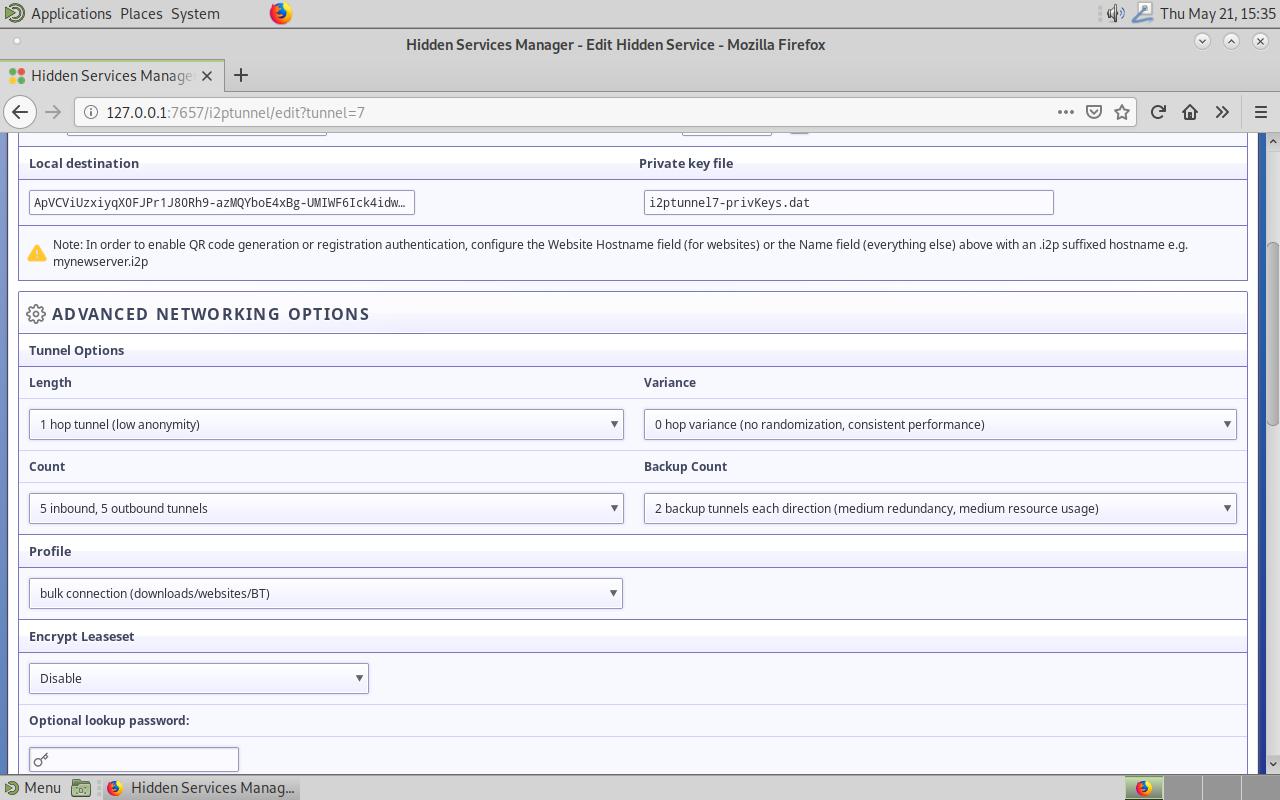 Applications Places System
Thu May 21, 15:35
Hidden Services Manager - Edit Hidden Service - Mozilla Firefox
Hidden Services Manage
127.0.0.1:7657/i2ptunnel/edit?tunnel=7
Local destination Private key file
ApVCViUzxiyqXOFJPr1J8ORh9-azMQYboE4xBg-UMIWF6Ick4idw… i2ptunnel7-privKeys.dat
Note: In order to enable QR code generation or registration authentication, configure the Website Hostname field (for websites) or the Name field (everything else) above with an .i2p suffixed hostname e.g.
mynewserver.i2p
ADVANCED NETWORKING OPTIONS
Tunnel Options
Length Variance
1 hop tunnel (low anonymity) 0 hop variance (no randomization, consistent performance)
Count Backup Count
5 inbound, 5 outbound tunnels 2 backup tunnels each direction (medium redundancy, medium resource usage)
Profile
bulk connection (downloads/websites/BT)
Encrypt Leaseset
Disable
Optional lookup password:
Menu Hidden Services Manag...